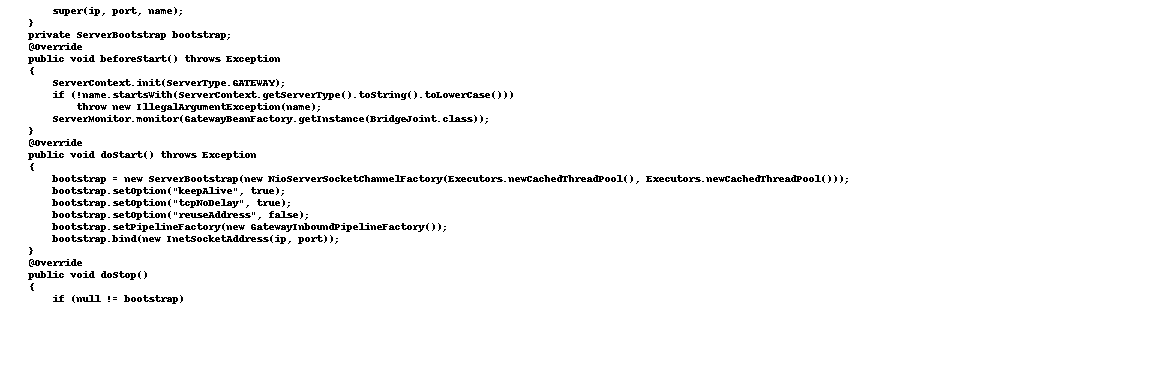 super(ip, port, name);
}
private ServerBootstrap bootstrap;
@Override
public void beforeStart() throws Exception
{
ServerContext.init(ServerType.GATEWAY);
if (!name.startsWith(ServerContext.getServerType().toString().toLowerCase()))
throw new IllegalArgumentException(name);
ServerMonitor.monitor(GatewayBeanFactory.getInstance(BridgeJoint.class));
}
@Override
public void doStart() throws Exception
{
bootstrap = new ServerBootstrap(new NioServerSocketChannelFactory(Executors.newCachedThreadPool(), Executors.newCachedThreadPool()));
bootstrap.setOption("keepAlive", true);
bootstrap.setOption("tcpNoDelay", true);
bootstrap.setOption("reuseAddress", false);
bootstrap.setPipelineFactory(new GatewayInboundPipelineFactory());
bootstrap.bind(new InetSocketAddress(ip, port));
}
@Override
public void doStop()
{
if (null != bootstrap)